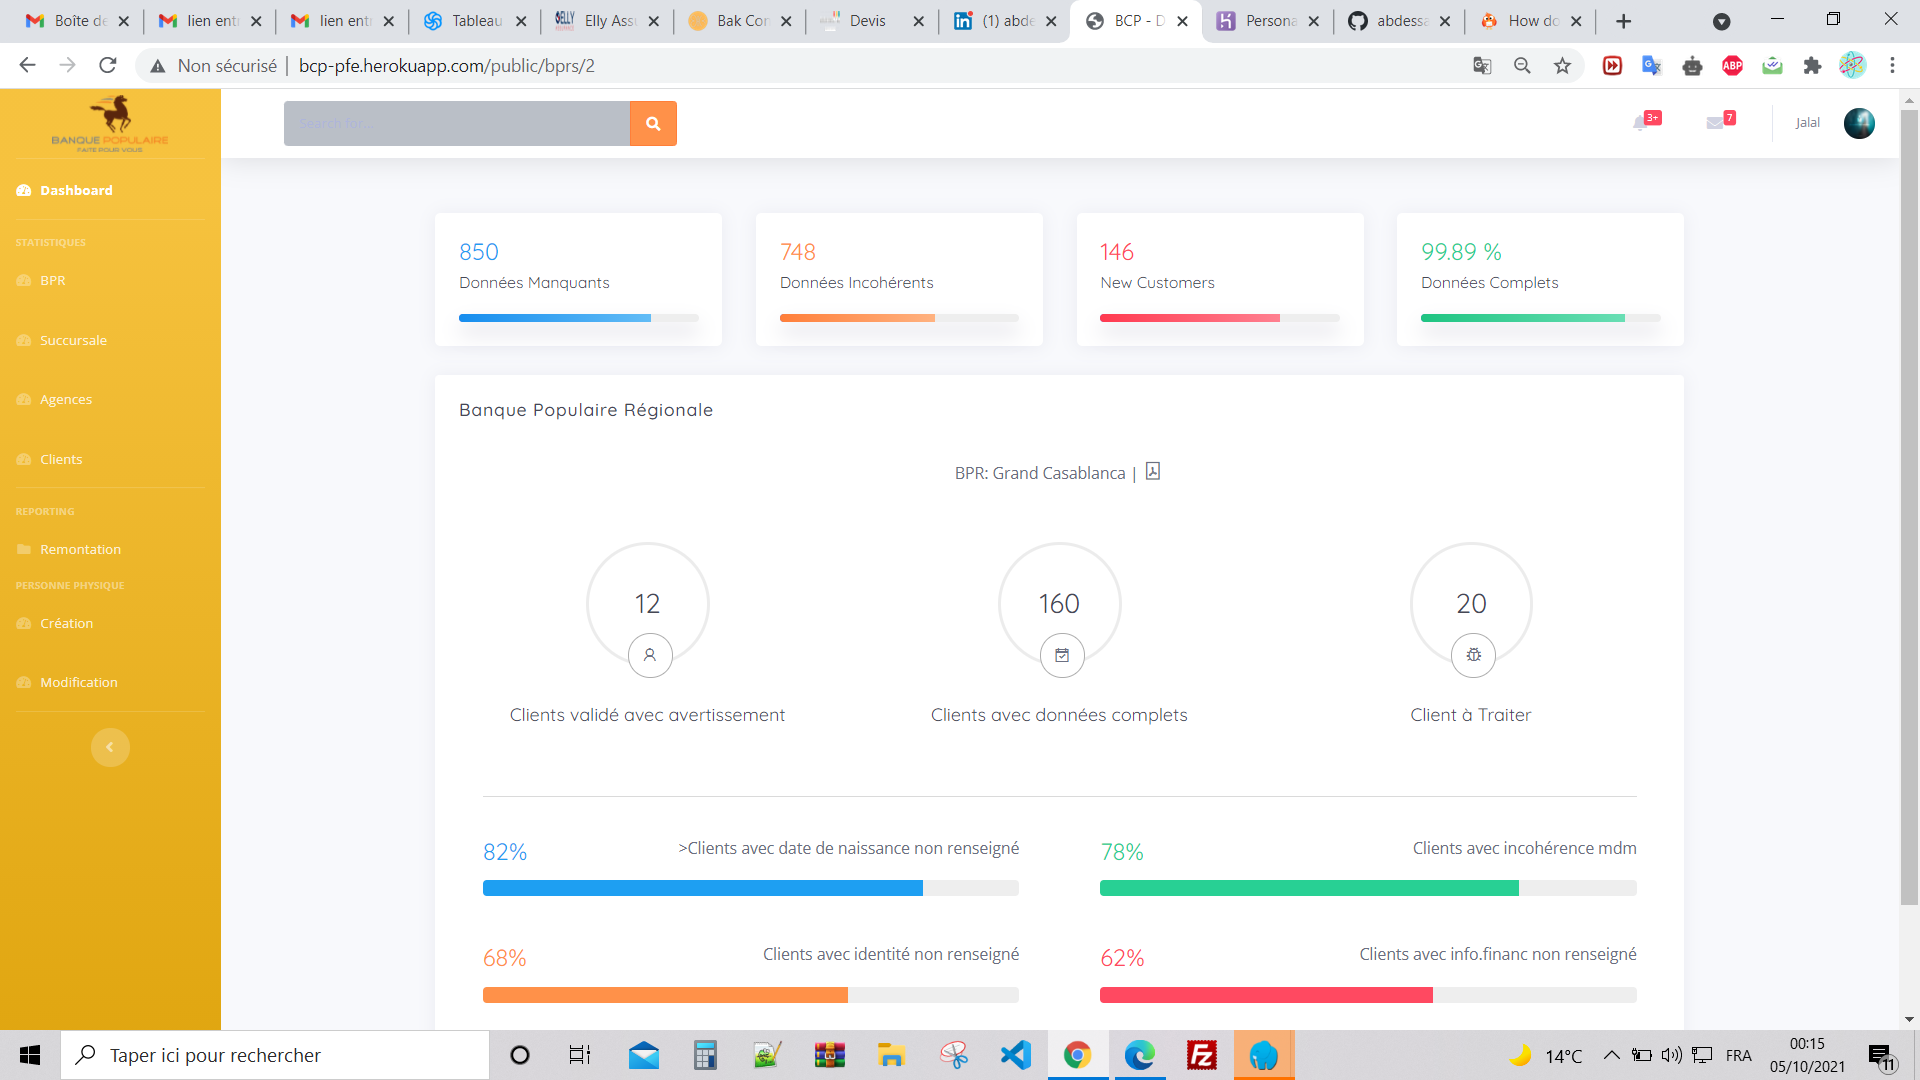 Boîte de
lien entr
lien entr
Tableau
Elly Assu
Bak Con
Devis
(1) abde
BCP - D
Persona
abdessa
How do
Non sécurisé
bcp-pfe.herokuapp.com/public/bprs/2
ABP
BANQUE POPULAIRE
FAITE POUR VOUS
Search for...
3+
7
Jalal
Dashboard
STATISTIQUES
BPR
Succursale
Agences
Clients
REPORTING
Remontation
PERSONNE PHYSIQUE
Création
Modification
850
Données Manquants
748
Données Incohérents
146
New Customers
99.89 %
Données Complets
Banque Populaire Régionale
BPR: Grand Casablanca |
12
Clients validé avec avertissement
160
Clients avec données complets
20
Client à Traiter
82%
>Clients avec date de naissance non renseigné
78%
Clients avec incohérence mdm
68%
Clients avec identité non renseigné
62%
Clients avec info.financ non renseigné
Taper ici pour rechercher
14°C
FRA
00:15
05/10/2021
11